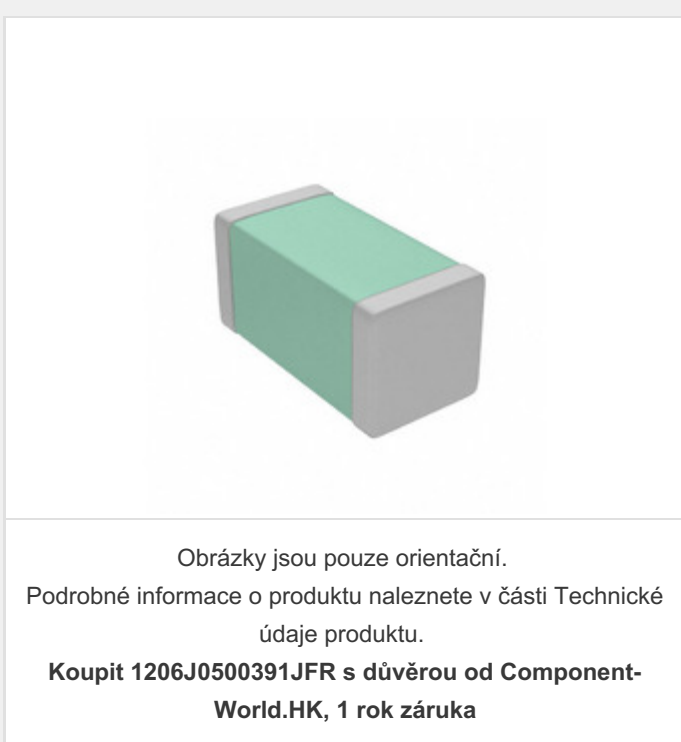 Obrázky jsou pouze orientační.
Podrobné informace o produktu naleznete v části Technické
údaje produktu.
Koupit 1206J0500391JFR s důvěrou od Component-
World.HK, 1 rok záruka